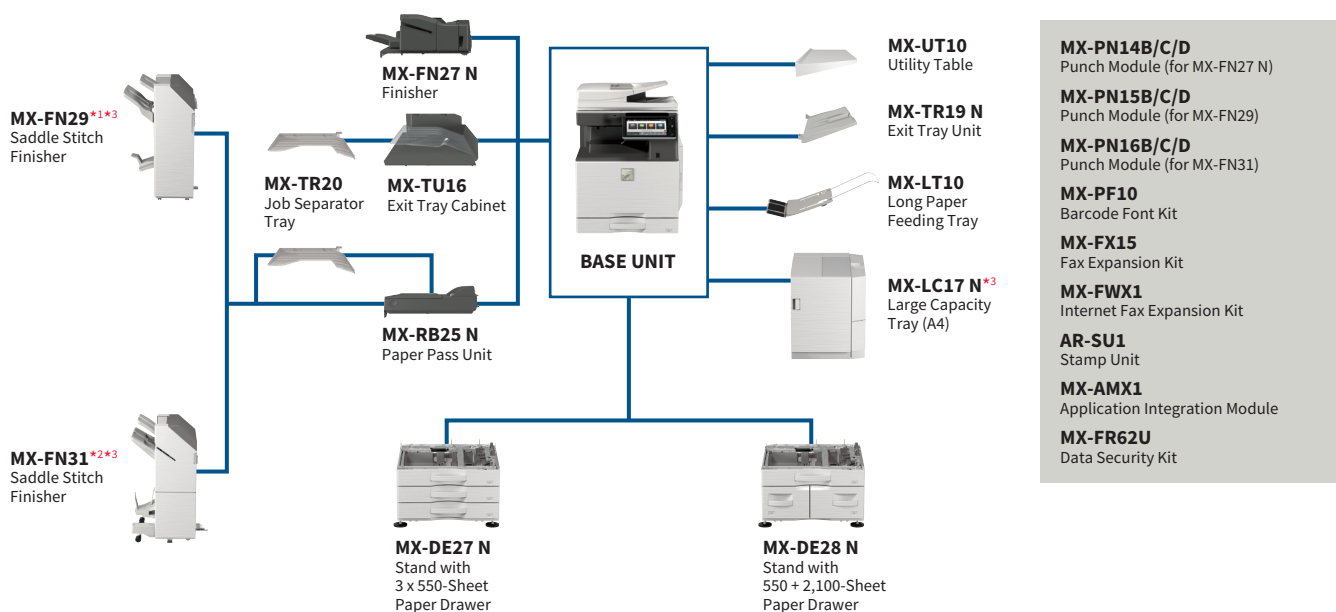 MX-FN27 N
Finisher
MX-FN29*1*3
Saddle Stitch
Finisher
MX-TR20
Job Separator
Tray
MX-TU16
Exit Tray Cabinet
MX-RB25 N
Paper Pass Unit
MX-FN31*2*3
Saddle Stitch
Finisher
BASE UNIT
MX-UT10
Utility Table
MX-TR19 N
Exit Tray Unit
MX-LT10
Long Paper
Feeding Tray
MX-LC17 N*3
Large Capacity
Tray (A4)
MX-DE27 N
Stand with
3 x 550-Sheet
Paper Drawer
MX-DE28 N
Stand with
550 + 2,100-Sheet
Paper Drawer
MX-PN14B/C/D
Punch Module (for MX-FN27 N)
MX-PN15B/C/D
Punch Module (for MX-FN29)
MX-PN16B/C/D
Punch Module (for MX-FN31)
MX-PF10
Barcode Font Kit
MX-FX15
Fax Expansion Kit
MX-FWX1
Internet Fax Expansion Kit
AR-SU1
Stamp Unit
MX-AMX1
Application Integration Module
MX-FR62U
Data Security Kit